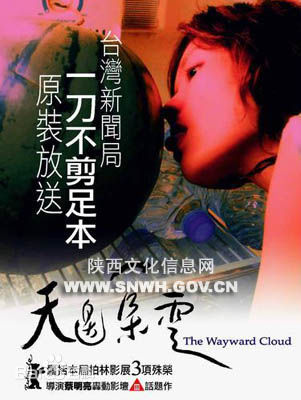 台灣新聞局
一刀不剪足本
原裝放送
陕西文化信息网
WWW.SNWH.GOV.CN
天邊一朵雲
The Wayward Cloud
本屆柏林影展3項殊榮
導演蔡明亮轟動影壇
話題作